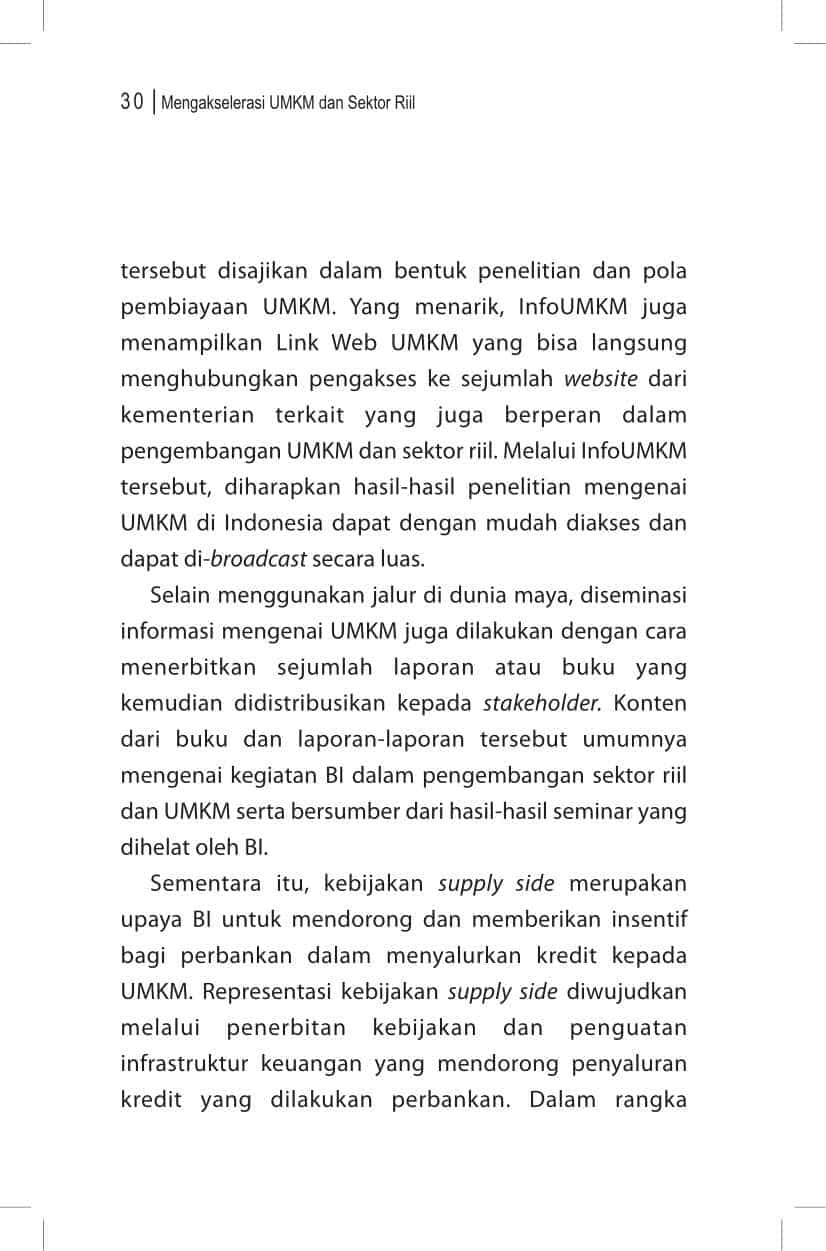 30 | Mengakselerasi UMKM dan Sektor Riil
tersebut disajikan dalam bentuk penelitian dan pola
pembiayaan UMKM. Yang menarik, InfoUMKM juga
menampilkan Link Web UMKM yang bisa langsung
menghubungkan pengakses ke sejumlah website dari
kementerian terkait yang juga berperan dalam
pengembangan UMKM dan sektor riil. Melalui InfoUMKM
tersebut, diharapkan hasil-hasil penelitian mengenai
UMKM di Indonesia dapat dengan mudah diakses dan
dapat di-broadcast secara luas.
Selain menggunakan jalur di dunia maya, diseminasi
informasi mengenai UMKM juga dilakukan dengan cara
menerbitkan sejumlah laporan atau buku yang
kemudian didistribusikan kepada stakeholder. Konten
dari buku dan laporan-laporan tersebut umumnya
mengenai kegiatan BI dalam pengembangan sektor riil
dan UMKM serta bersumber dari hasil-hasil seminar yang
dihelat oleh BI.
Sementara itu, kebijakan supply side merupakan
upaya BI untuk mendorong dan memberikan insentif
bagi perbankan dalam menyalurkan kredit kepada
UMKM. Representasi kebijakan supply side diwujudkan
melalui penerbitan kebijakan dan penguatan
infrastruktur keuangan yang mendorong penyaluran
kredit yang dilakukan perbankan. Dalam rangka